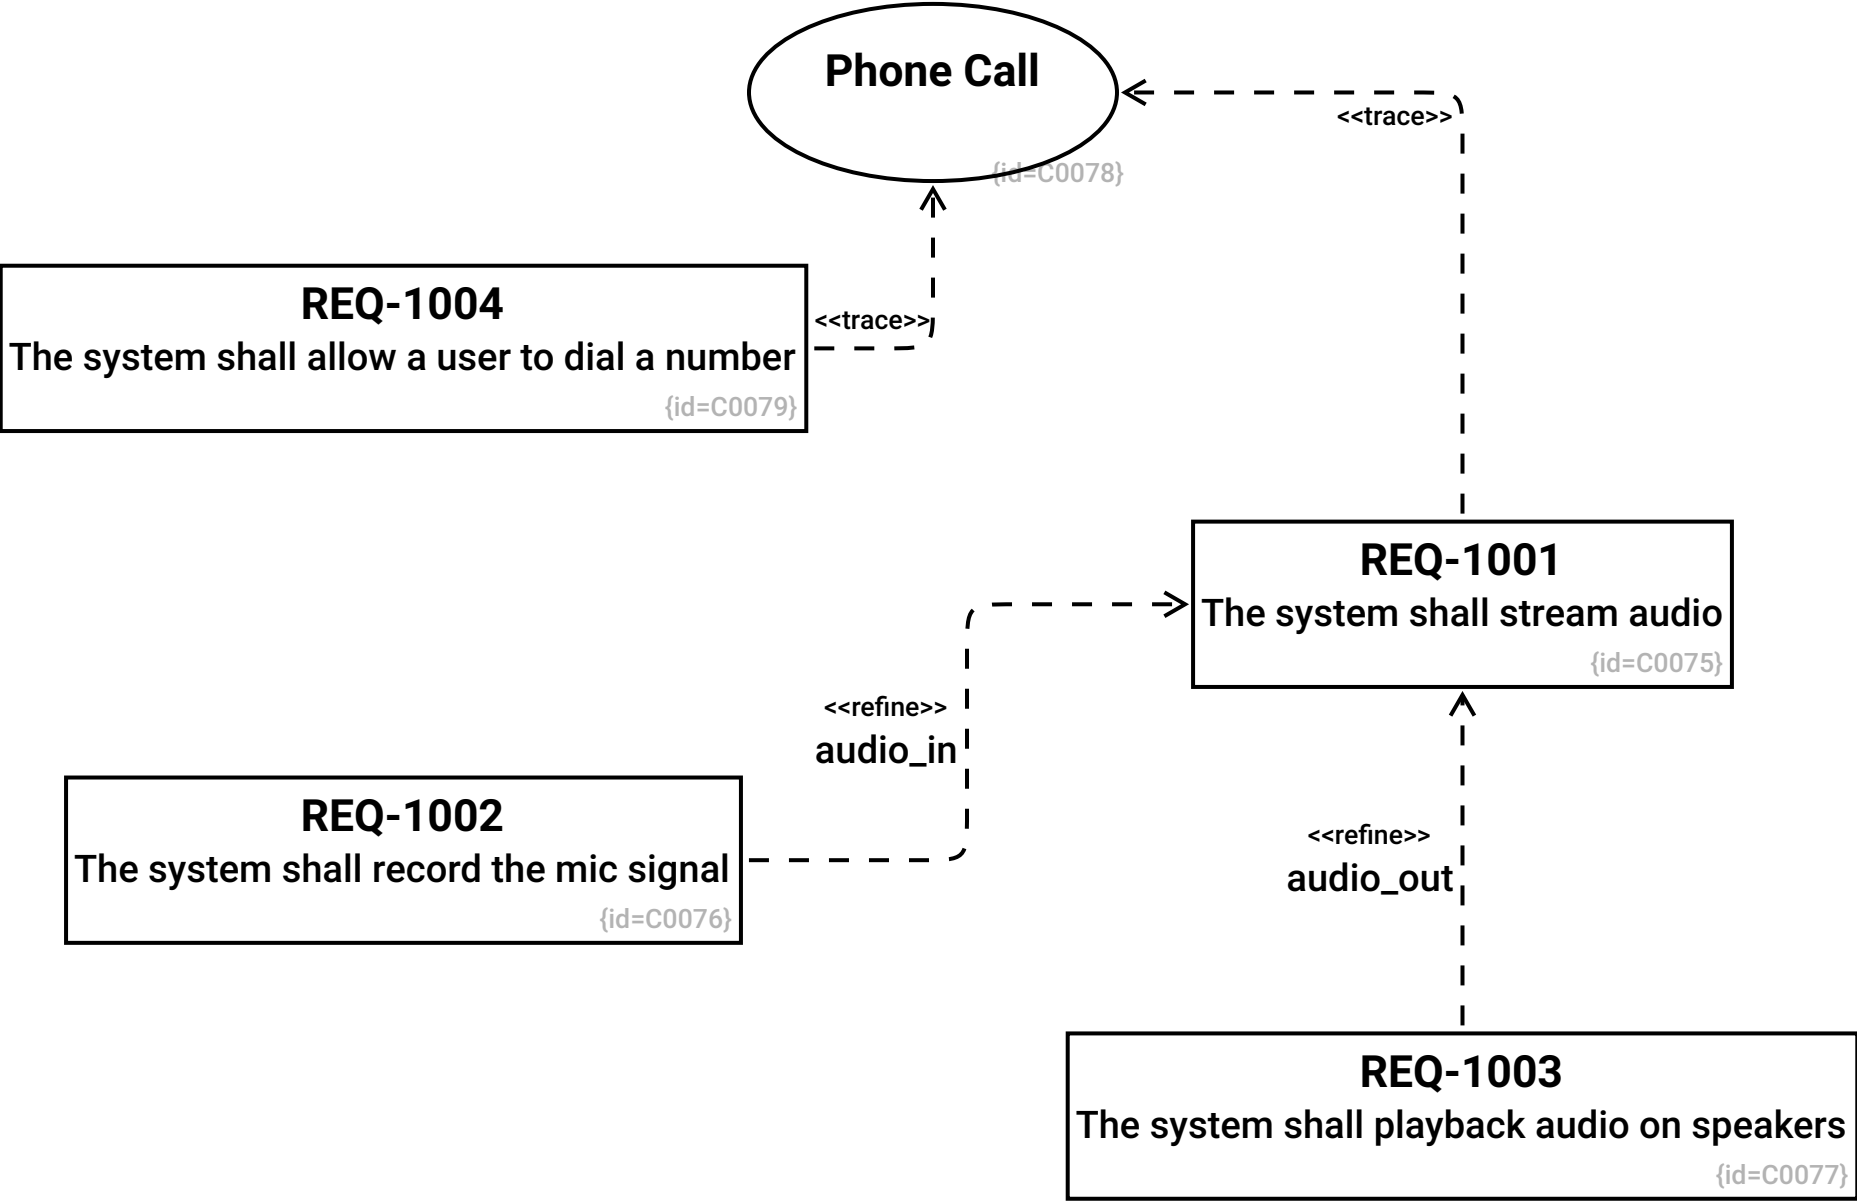 Phone Call
{id=C0078}
<<trace>>
REQ-1004
The system shall allow a user to dial a number
{id=C0079}
<<trace>>
REQ-1001
The system shall stream audio
{id=C0075}
<<refine>>
audio_in
REQ-1002
The system shall record the mic signal
{id=C0076}
<<refine>>
audio_out
REQ-1003
The system shall playback audio on speakers
{id=C0077}